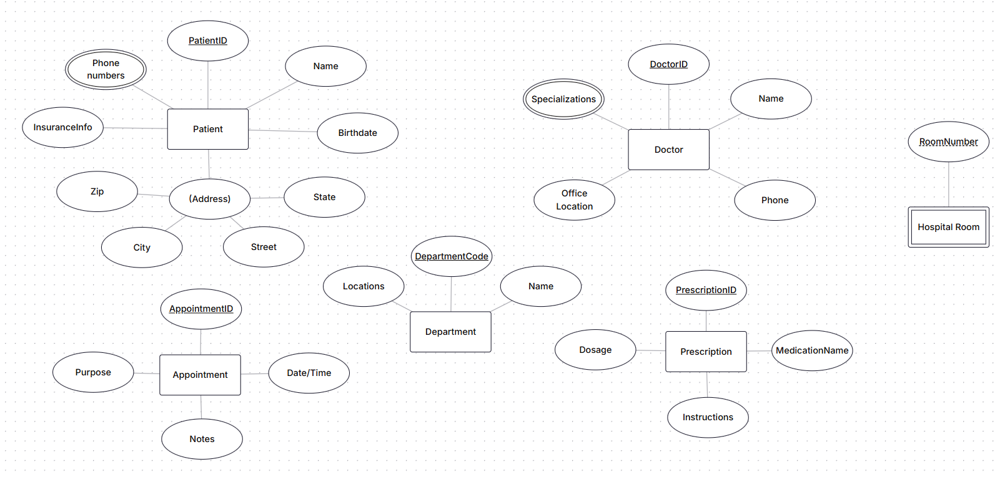 PatientID
Phone
numbers
Name
InsuranceInfo
Patient
Birthdate
Zip
(Address)
State
City
Street
DoctorID
Specializations
Name
Doctor
Office
Location
Phone
RoomNumber
Hospital Room
DepartmentCode
Locations
Name
Department
AppointmentID
Purpose
Appointment
Date/Time
Notes
PrescriptionID
Dosage
Prescription
MedicationName
Instructions